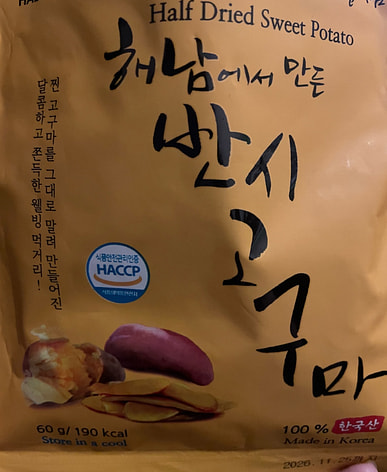 Half Dried Sweet Potato
해남에서 만든
반시
고구마
찐 고구마를 그대로 말려 만들어진
달콤하고 쫀득한 웰빙 먹거리!
식품안전관리인증
HACCP
60 g/190 kcal
Store in a cool
100 % 한국산
Made in Korea